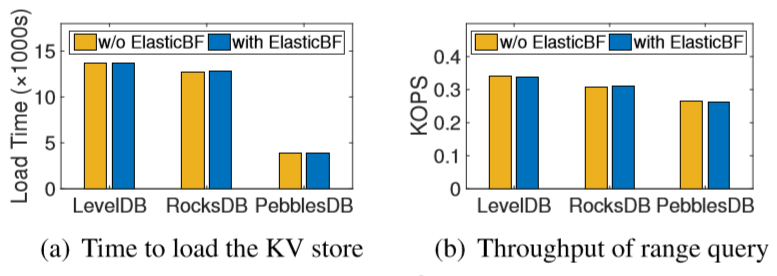 w/o ElasticBF with ElasticBF
Load Time (×1000s)
15
10
5
0
LevelDB RocksDB PebblesDB
(a) Time to load the KV store
w/o ElasticBF with ElasticBF
KOPS
0.4
0.3
0.2
0.1
0
LevelDB RocksDB PebblesDB
(b) Throughput of range query